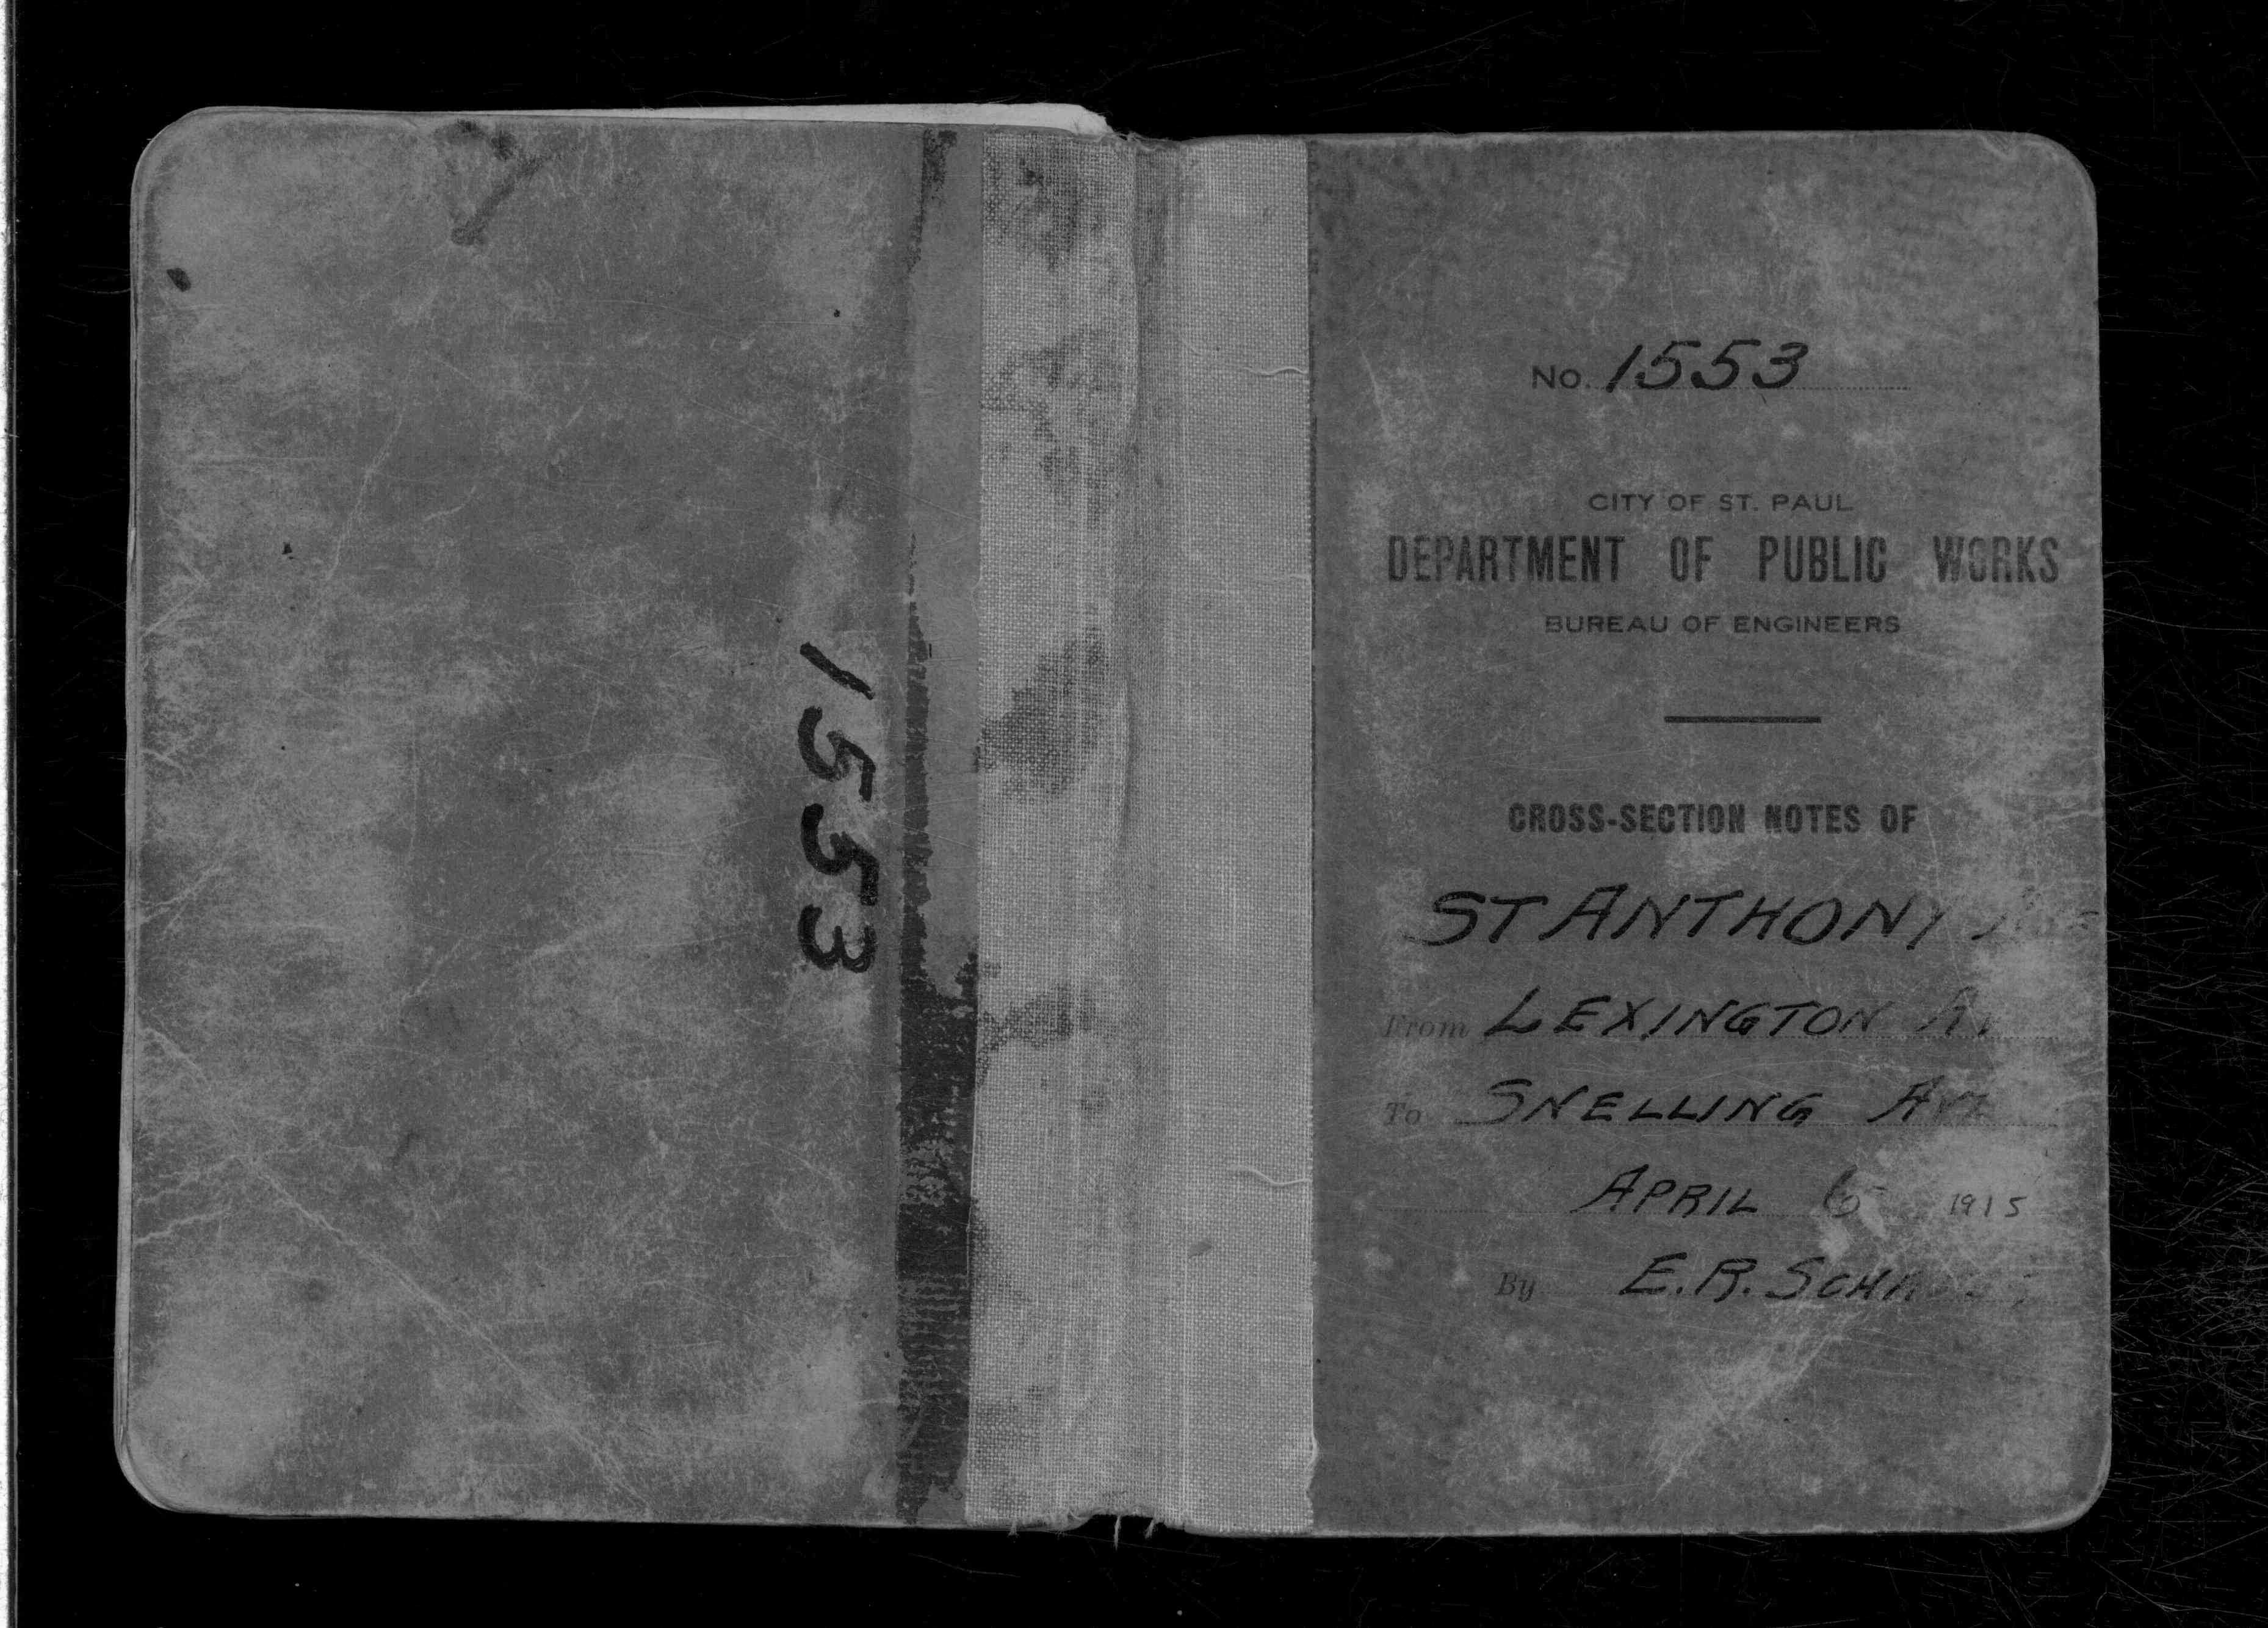 1553
No. 1553
CITY OF ST. PAUL
DEPARTMENT OF PUBLIC WORKS
BUREAU OF ENGINEERS
CROSS-SECTION NOTES OF
ST ANTHONY
From LEXINGTON
To SNELLING AVE
APRIL 6 1915
By E. R.